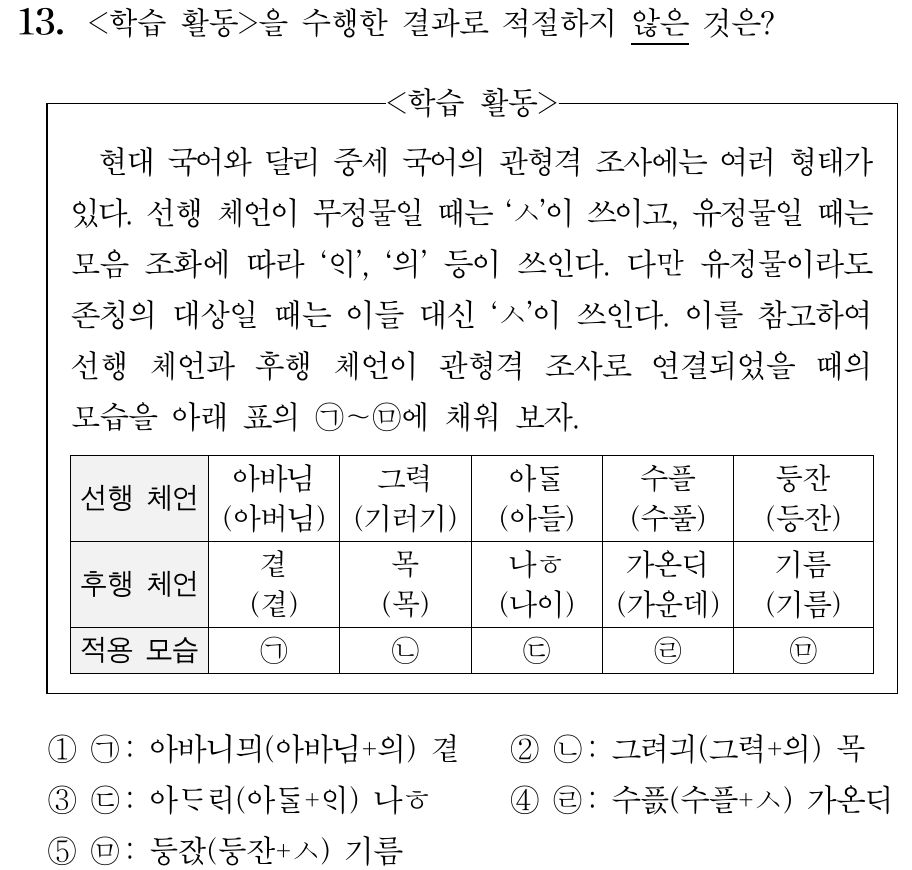 13. <학습 활동>을 수행한 결과로 적절하지 않은 것은?
<학습 활동>
현대 국어와 달리 중세 국어의 관형격 조사에는 여러 형태가
있다. 선행 체언이 무정물일 때는 ‘ㅅ’이 쓰이고, 유정물일 때는
모음 조화에 따라 ‘ᄋᆡ’, ‘의’ 등이 쓰인다. 다만 유정물이라도
존칭의 대상일 때는 이들 대신 ‘ㅅ’이 쓰인다. 이를 참고하여
선행 체언과 후행 체언이 관형격 조사로 연결되었을 때의
모습을 아래 표의 ㉠~㉤에 채워 보자.
선행 체언 아바님 그력 아ᄃᆞᆯ 수플 둥잔
(아버님) (기러기) (아들) (수풀) (등잔)
후행 체언 곁 목 나ㅎ 가온ᄃᆡ 기름
(곁) (목) (나이) (가운데) (기름)
적용 모습 ㉠ ㉡ ㉢ ㉣ ㉤
① ㉠: 아바니믜(아바님+의) 곁 ② ㉡: 그려긔(그력+의) 목
③ ㉢: 아ᄃᆞ릐(아ᄃᆞᆯ+ᄋᆡ) 나ㅎ ④ ㉣: 수픐(수플+ㅅ) 가온ᄃᆡ
⑤ ㉤: 둥잜(둥잔+ㅅ) 기름